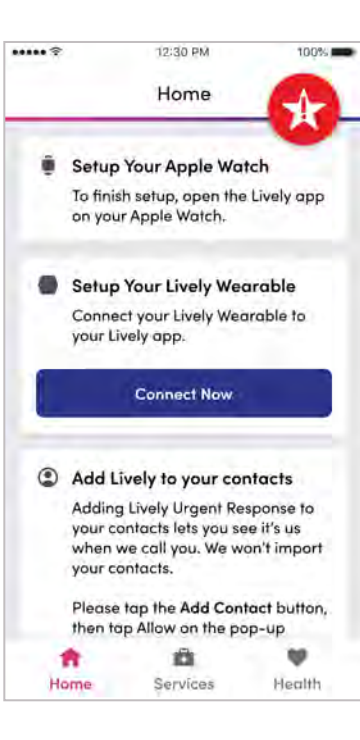 12:30 PM 100%
Home
Setup Your Apple Watch
To finish setup, open the Lively app
on your Apple Watch.
Setup Your Lively Wearable
Connect your Lively Wearable to
your Lively app.
Connect Now
Add Lively to your contacts
Adding Lively Urgent Response to
your contacts lets you see it's us
when we call you. We won't import
your contacts.
Please tap the Add Contact button,
then tap Allow on the pop-up
Home Services Health